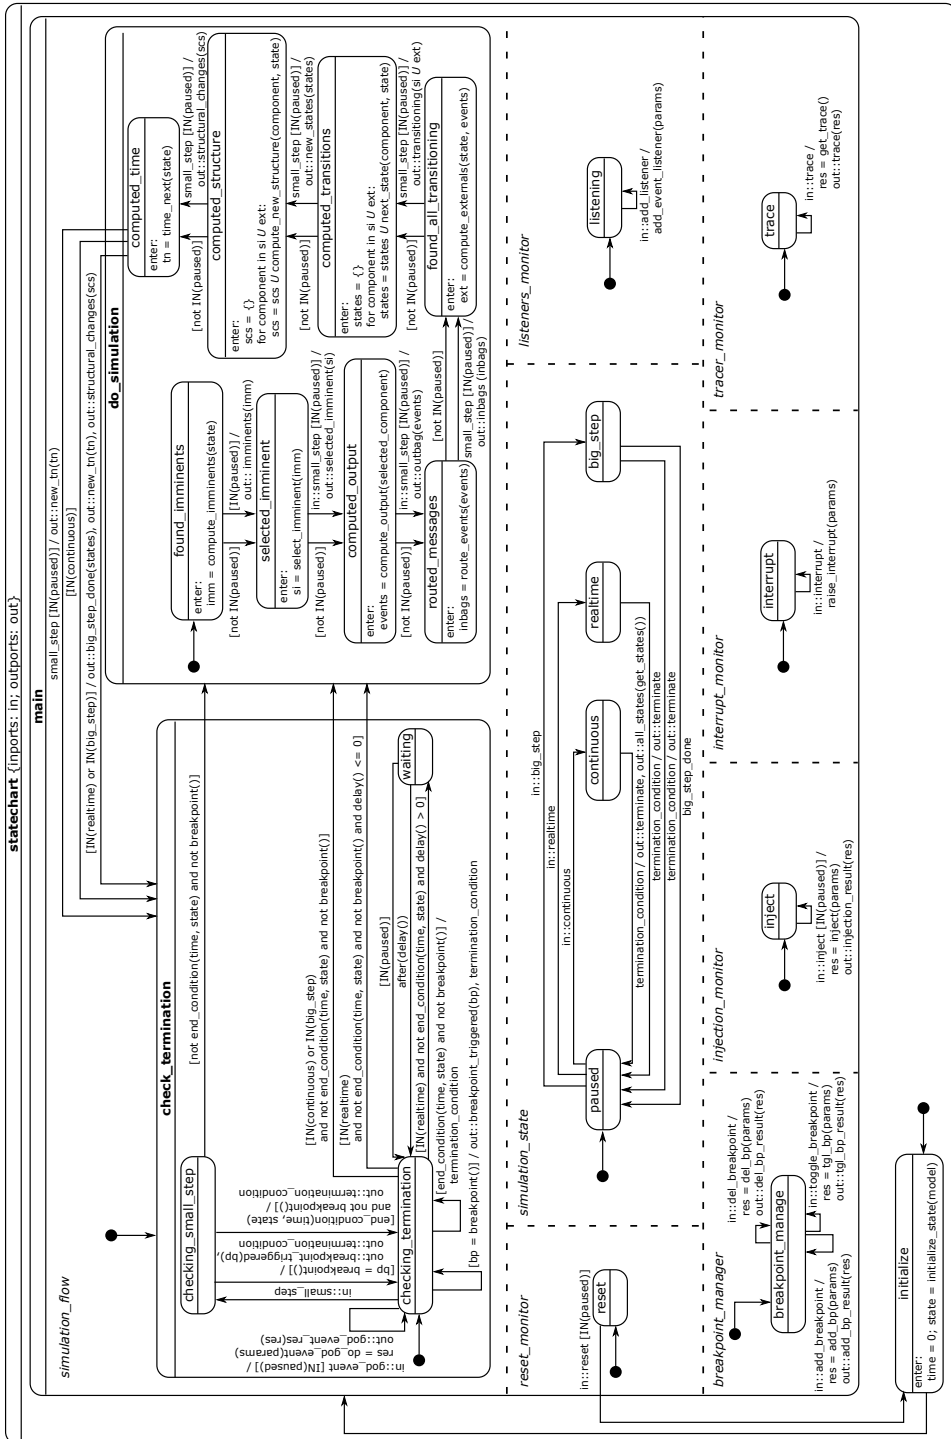 statechart {inports: in; outports: out}
main
simulation_flow
small_step [IN(paused)] / out::new_tn(tn)
[IN(continuous)]
[IN(realtime) or IN(big_step)] / out::big_step_done(states), out::new_tn(tn), out::structural_changes(scs)
check_termination
checking_small_step
[not end_condition(time, state) and not breakpoint()]
in::god_event [IN(paused)] /
res = do_god_event(params)
out::god_event_res(res)
in::small_step
[bp = breakpoint()] /
out::breakpoint_triggered(bp),
out::termination_condition
[end_condition(time, state)
and not breakpoint()] /
out::termination_condition
checking_termination
[IN(continuous) or IN(big_step)
and not end_condition(time, state) and not breakpoint()]
[IN(realtime)
and not end_condition(time, state) and not breakpoint() and delay() <= 0]
[IN(paused)]
after(delay())
waiting
[IN(realtime) and not end_condition(time, state) and delay() > 0]
[end_condition(time, state) and not breakpoint()] /
termination_condition
[bp = breakpoint()] / out::breakpoint_triggered(bp), termination_condition
do_simulation
found_imminents
enter:
imm = compute_imminents(state)
[not IN(paused)]
[IN(paused)] /
out:: imminents(imm)
selected_imminent
enter:
si = select_imminent(imm)
[not IN(paused)]
in::small_step [IN(paused)] /
out::selected_imminent(si)
computed_output
enter:
events = compute_output(selected_component)
[not IN(paused)]
in::small_step [IN(paused)] /
out::outbag(events)
routed_messages
enter:
inbags = route_events(events)
[not IN(paused)]
small_step [IN(paused)] /
out::inbags (inbags)
found_all_transitioning
enter:
ext = compute_externals(state, events)
[not IN(paused)]
small_step [IN(paused)] /
out::transitioning(si U ext)
computed_transitions
enter:
states = {}
for component in si U ext:
states = states U next_state(component, state)
[not IN(paused)]
small_step [IN(paused)] /
out::new_states(states)
computed_structure
enter:
scs = {}
for component in si U ext:
scs = scs U compute_new_structure(component, state)
[not IN(paused)]
small_step [IN(paused)] /
out::structural_changes(scs)
computed_time
enter:
tn = time_next(state)
reset_monitor
in::reset [IN(paused)]
reset
simulation_state
paused
in::big_step
in::realtime
in::continuous
continuous
realtime
big_step
termination_condition / out::terminate, out::all_states(get_states())
termination_condition / out::terminate
termination_condition / out::terminate
big_step_done
listeners_monitor
listening
in::add_listener /
add_event_listener(params)
breakpoint_manager
in::del_breakpoint /
res = del_bp(params)
out::del_bp_result(res)
breakpoint_manage
in::add_breakpoint /
res = add_bp(params)
out::add_bp_result(res)
in::toggle_breakpoint /
res = tgl_bp(params)
out::tgl_bp_result(res)
injection_monitor
inject
in::inject [IN(paused)] /
res = inject(params)
out::injection_result(res)
interrupt_monitor
interrupt
in::interrupt /
raise_interrupt(params)
tracer_monitor
trace
in::trace /
res = get_trace()
out::trace(res)
initialize
enter:
time = 0; state = initialize_state(model)